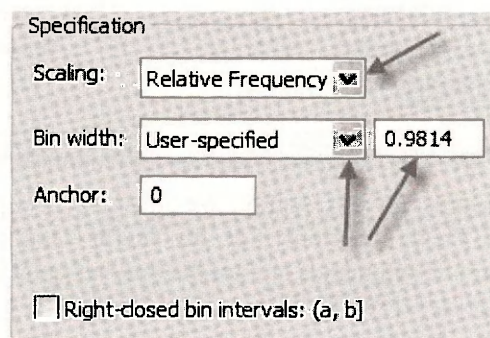 Specification
Scaling: Relative Frequency
Bin width: User-specified 0.9814
Anchor: 0
Right-closed bin intervals: (a, b]